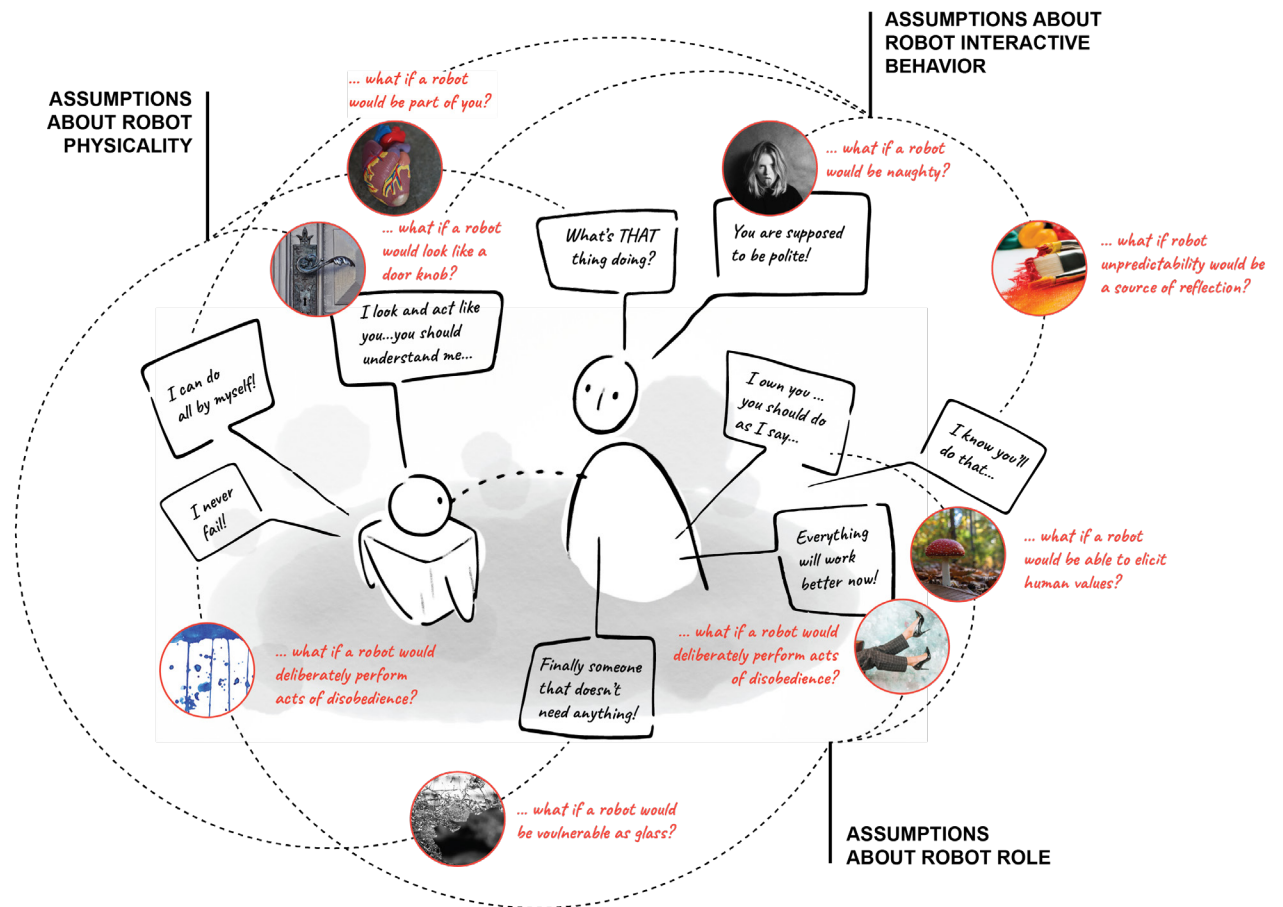 ASSUMPTIONS ABOUT
ROBOT INTERACTIVE
BEHAVIOR
ASSUMPTIONS
ABOUT ROBOT
PHYSICALITY
... what if a robot
would be part of you?
... what if a robot
would be naughty?
... what if a robot
would look like a
door knob?
What's THAT
thing doing?
You are supposed
to be polite!
... what if robot
unpredictability would be
a source of reflection?
I look and act like
you...you should
understand me...
I can do
all by myself!
I own you ...
you should do
as I say...
I know you'll
do that...
I never
fail!
Everything
will work
better now!
... what if a robot
would be able to elicit
human values?
... what if a robot would
deliberately perform
acts of disobedience?
Finally someone
that doesn't
need anything!
... what if a robot would
deliberately perform acts
of disobedience?
... what if a robot would
be voulnerable as glass?
ASSUMPTIONS
ABOUT ROBOT ROLE